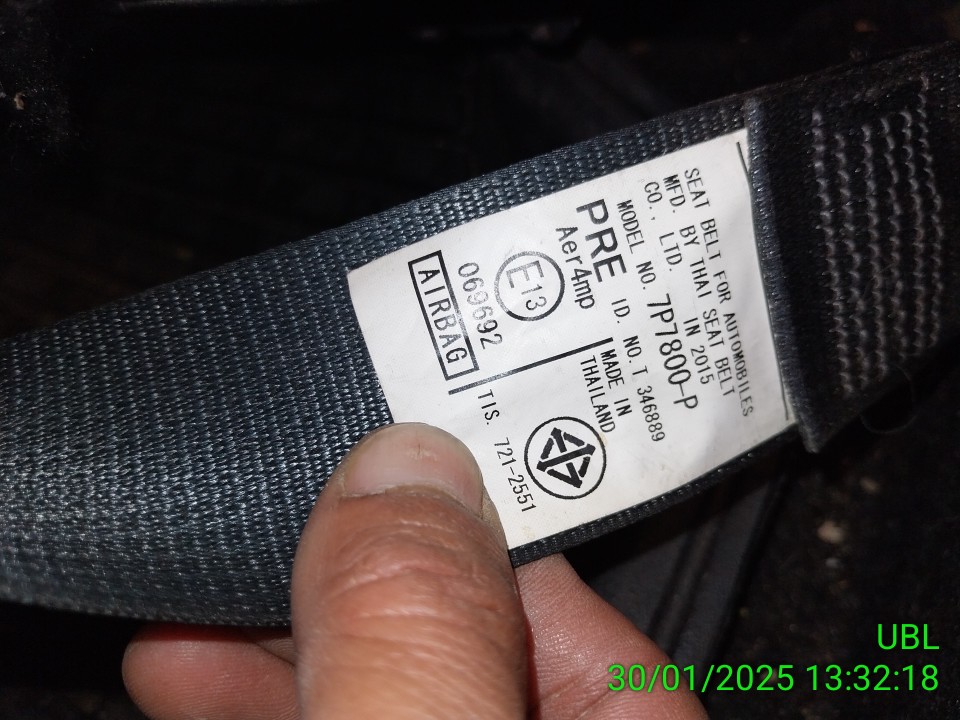 SEAT BELT FOR AUTOMOBILES
MFD. BY THAI SEAT BELT
CO., LTD. IN 2015
MODEL NO. 7P7800-P
PRE ID. NO. T 346889
Aer4mp
E13
069692
AIRBAG
MADE IN
THAILAND
TIS. 721-2551
UBL
30/01/2025 13:32:18